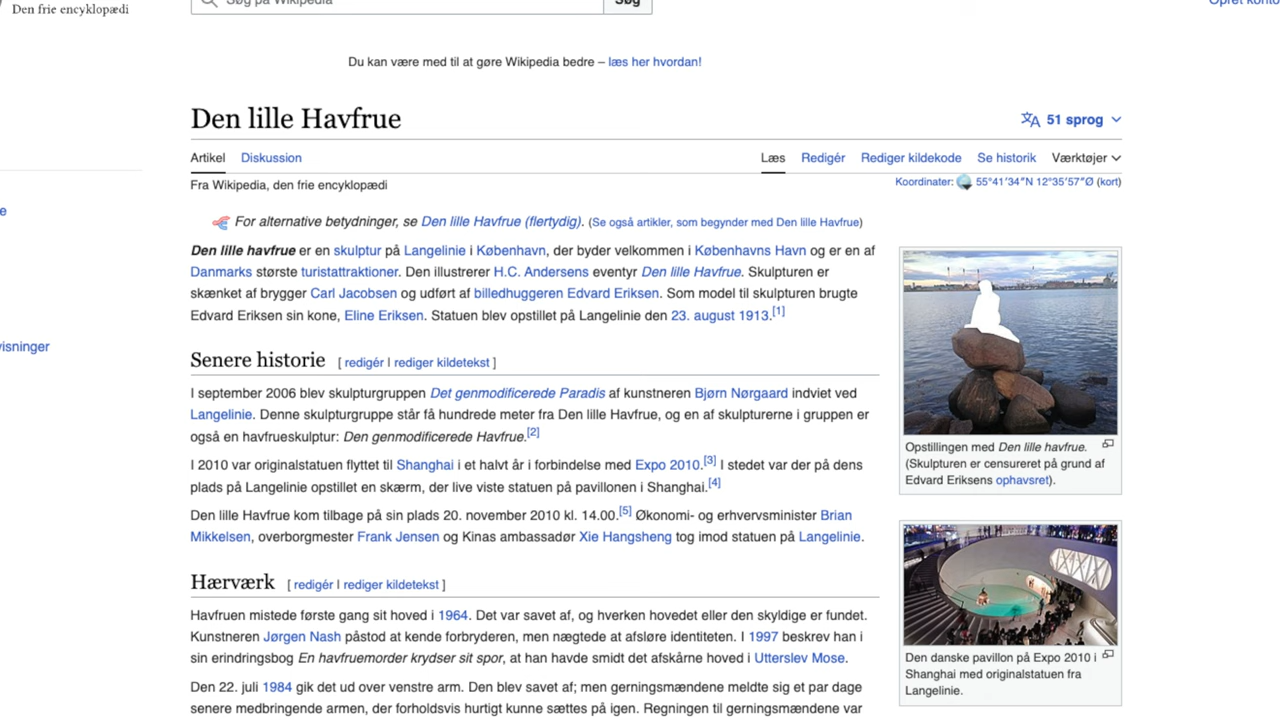 Den frie encyklopædi
Søg på Wikipedia
Søg
Opret konto
Du kan være med til at gøre Wikipedia bedre – læs her hvordan!
Den lille Havfrue
51 sprog
Artikel Diskussion
Læs Redigér Rediger kildekode Se historik Værktøjer
Fra Wikipedia, den frie encyklopædi
Koordinater: 55°41′34″N 12°35′57″Ø (kort)
For alternative betydninger, se Den lille Havfrue (flertydig). (Se også artikler, som begynder med Den lille Havfrue)
Den lille havfrue er en skulptur på Langelinie i København, der byder velkommen i Københavns Havn og er en af
Danmarks største turistattraktioner. Den illustrerer H.C. Andersens eventyr Den lille Havfrue. Skulpturen er
skænket af brygger Carl Jacobsen og udført af billedhuggeren Edvard Eriksen. Som model til skulpturen brugte
Edvard Eriksen sin kone, Eline Eriksen. Statuen blev opstillet på Langelinie den 23. august 1913.[1]
Senere historie [ redigér | rediger kildetekst ]
I september 2006 blev skulpturgruppen Det genmodificerede Paradis af kunstneren Bjørn Nørgaard indviet ved
Langelinie. Denne skulpturgruppe står få hundrede meter fra Den lille Havfrue, og en af skulpturerne i gruppen er
også en havfrueskulptur: Den genmodificerede Havfrue.[2]
I 2010 var originalstatuen flyttet til Shanghai i et halvt år i forbindelse med Expo 2010.[3] I stedet var der på dens
plads på Langelinie opstillet en skærm, der live viste statuen på pavillonen i Shanghai.[4]
Den lille Havfrue kom tilbage på sin plads 20. november 2010 kl. 14.00.[5] Økonomi- og erhvervsminister Brian
Mikkelsen, overborgmester Frank Jensen og Kinas ambassadør Xie Hangsheng tog imod statuen på Langelinie.
Hærværk [ redigér | rediger kildetekst ]
Havfruen mistede første gang sit hoved i 1964. Det var savet af, og hverken hovedet eller den skyldige er fundet.
Kunstneren Jørgen Nash påstod at kende forbryderen, men nægtede at afsløre identiteten. I 1997 beskrev han i
sin erindringsbog En havfruemorder krydser sit spor, at han havde smidt det afskårne hoved i Utterslev Mose.
Den 22. juli 1984 gik det ud over venstre arm. Den blev savet af; men gerningsmændene meldte sig et par dage
senere medbringende armen, der forholdsvis hurtigt kunne sættes på igen. Regningen til gerningsmændene var
Opstillingen med Den lille havfrue.
(Skulpturen er censureret på grund af
Edvard Eriksens ophavsret).
Den danske pavillon på Expo 2010 i
Shanghai med originalstatuen fra
Langelinie.
e
visninger